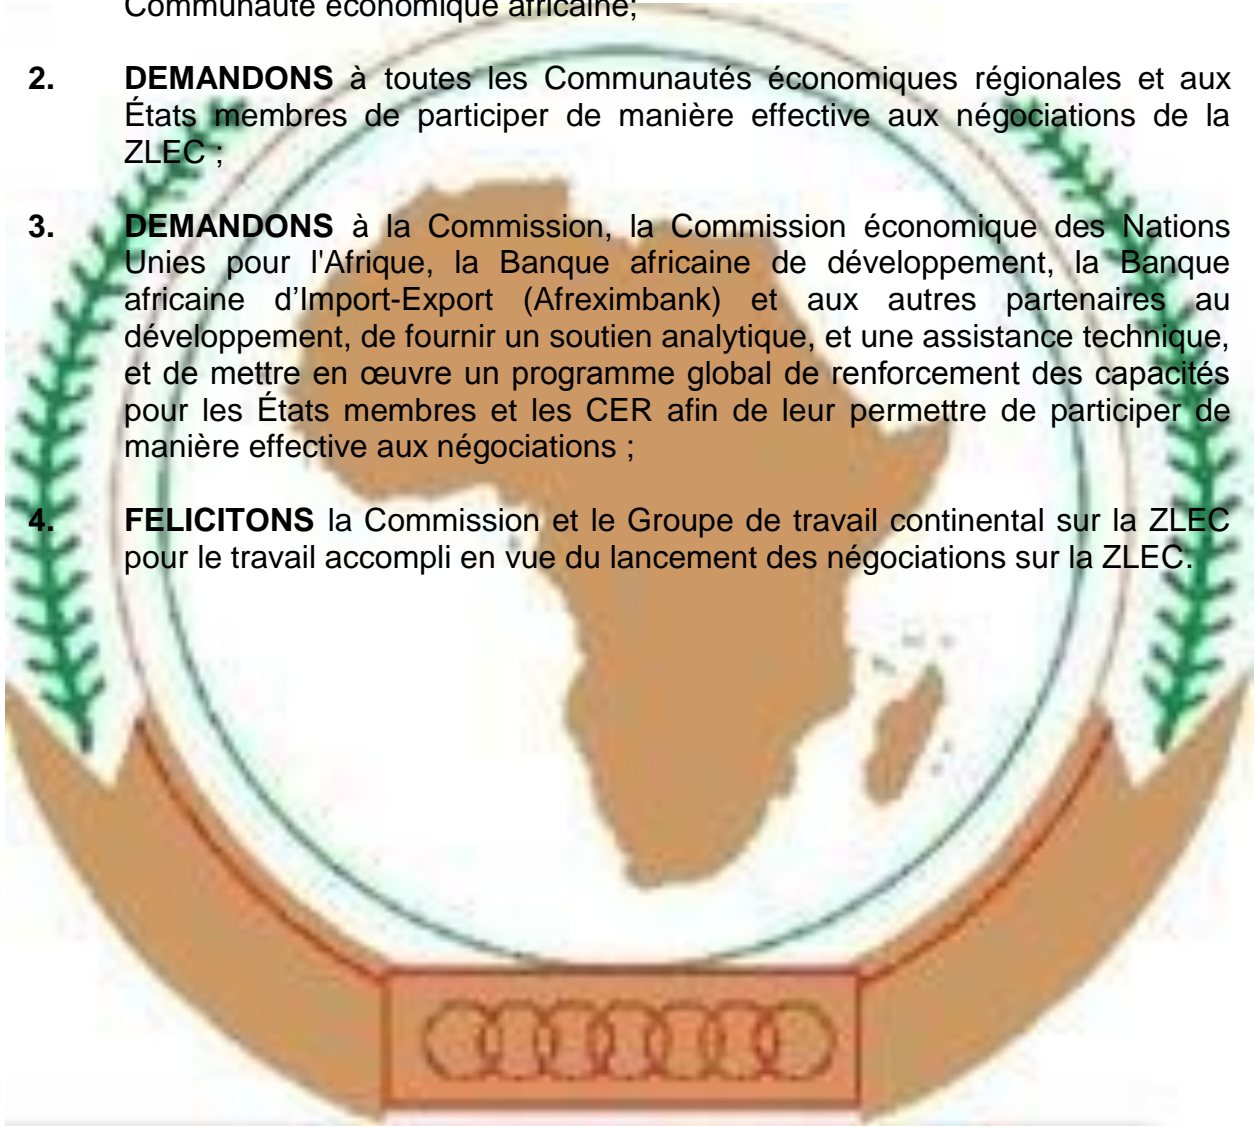 Communauté économique africaine;
2. DEMANDONS à toutes les Communautés économiques régionales et aux
États membres de participer de manière effective aux négociations de la
ZLEC ;
3. DEMANDONS à la Commission, la Commission économique des Nations
Unies pour l'Afrique, la Banque africaine de développement, la Banque
africaine d’Import-Export (Afreximbank) et aux autres partenaires au
développement, de fournir un soutien analytique, et une assistance technique,
et de mettre en œuvre un programme global de renforcement des capacités
pour les États membres et les CER afin de leur permettre de participer de
manière effective aux négociations ;
4. FELICITONS la Commission et le Groupe de travail continental sur la ZLEC
pour le travail accompli en vue du lancement des négociations sur la ZLEC.